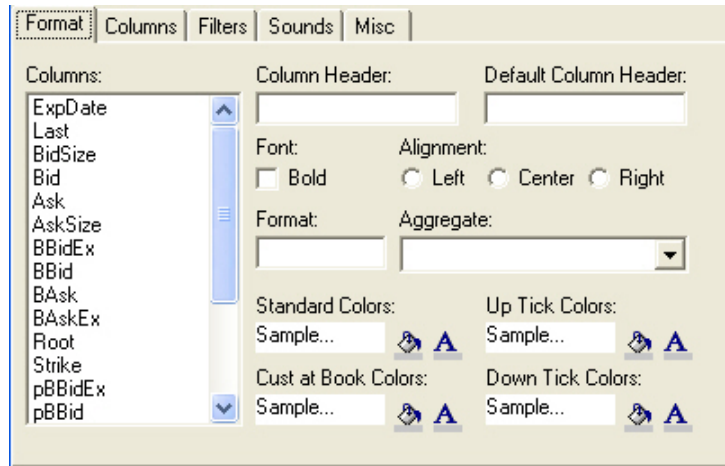 Format Columns Filters Sounds Misc
Columns:
ExpDate
Last
BidSize
Bid
Ask
AskSize
BBidEx
BBid
BAsk
BAskEx
Root
Strike
pBBidEx
pBBid
Column Header: Default Column Header:
Font: Alignment:
Bold Left Center Right
Format: Aggregate:
Standard Colors: Up Tick Colors:
Sample... A Sample... A
Cust at Book Colors: Down Tick Colors:
Sample... A Sample... A